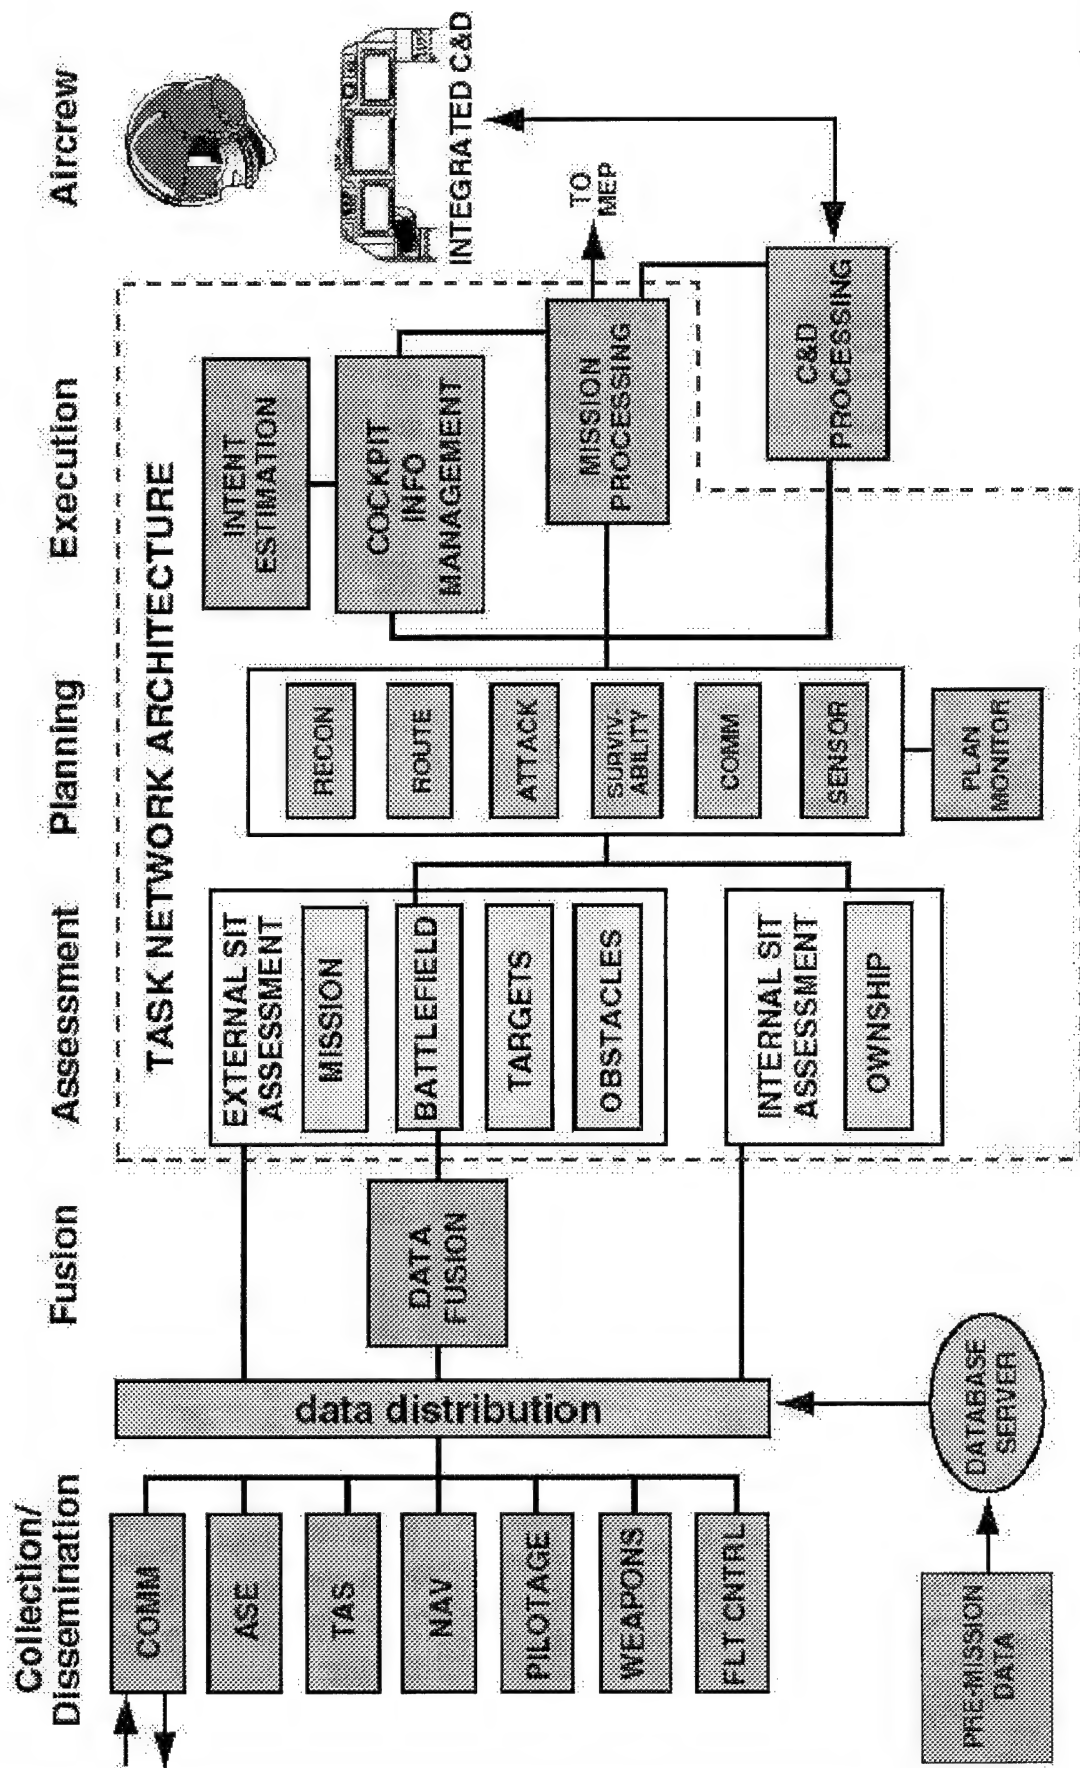 Collection/
Dissemination
Fusion
Assessment
Planning
Execution
Aircrew
TASK NETWORK ARCHITECTURE
COMM
ASE
TAS
NAV
PILOTAGE
WEAPONS
FLT CNTRL
PRE-MISSION
DATA
DATABASE
SERVER
data distribution
DATA
FUSION
EXTERNAL SIT
ASSESSMENT
MISSION
BATTLEFIELD
TARGETS
OBSTACLES
INTERNAL SIT
ASSESSMENT
OWNSHIP
RECON
ROUTE
ATTACK
SURVIV-
ABILITY
COMM
SENSOR
PLAN
MONITOR
INTENT
ESTIMATION
COCKPIT
INFO
MANAGEMENT
MISSION
PROCESSING
C&D
PROCESSING
TO
MEP
INTEGRATED C&D